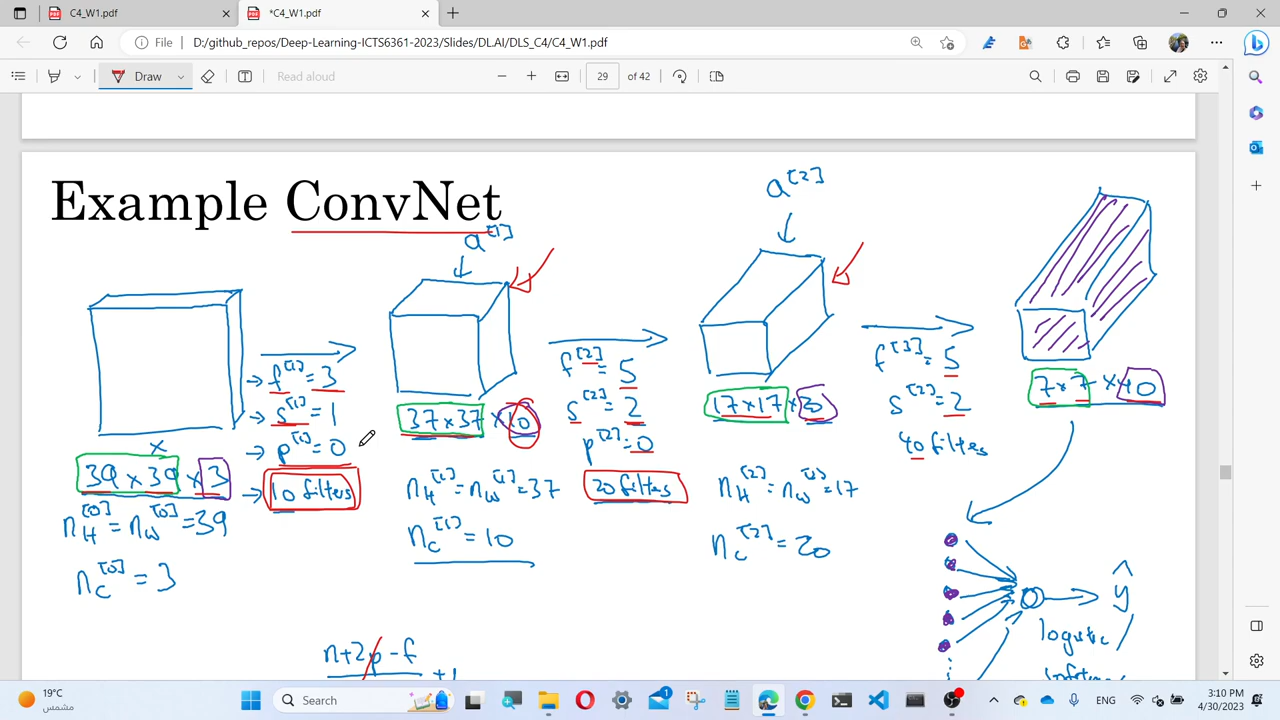 C4_W1.pdf
*C4_W1.pdf
File
D:/github_repos/Deep-Learning-ICTS6361-2023/Slides/DL.AI/DLS_C4/C4_W1.pdf
Draw
Read aloud
29 of 42
Example ConvNet
a[1]
a[2]
f[1] = 3
s[1] = 1
p[1] = 0
10 filters
x
39 x 39 x 3
nH[0] = nW[0] = 39
nC[0] = 3
37 x 37 x 10
nH[1] = nW[1] = 37
nC[1] = 10
f[2] = 5
s[2] = 2
p[2] = 0
20 filters
17 x 17 x 20
nH[2] = nW[2] = 17
nC[2] = 20
f[3] = 5
s[2] = 2
40 filters
7 x 7 x 40
ŷ
logistic
n+2p-f
+1
19°C
مشمس
Search
1
ENG
3:10 PM
4/30/2023